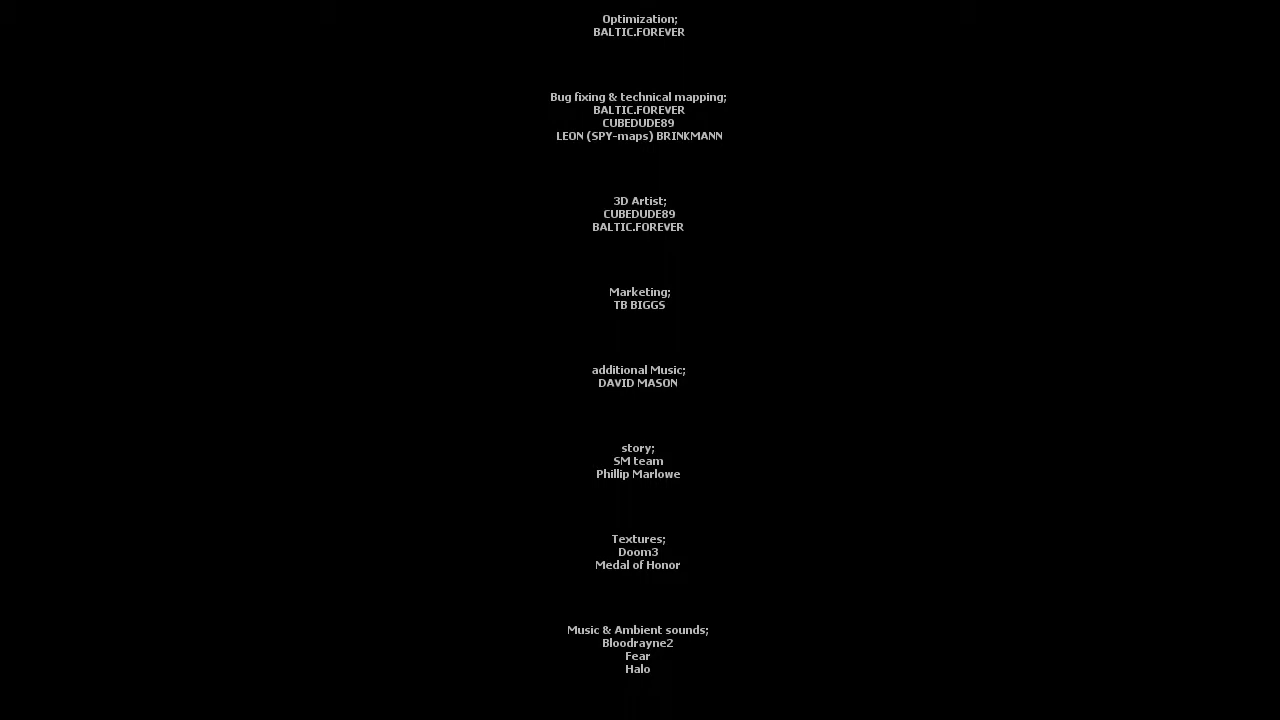 Optimization;
BALTIC.FOREVER
Bug fixing & technical mapping;
BALTIC.FOREVER
CUBEDUDE89
LEON (SPY-maps) BRINKMANN
3D Artist;
CUBEDUDE89
BALTIC.FOREVER
Marketing;
TB BIGGS
additional Music;
DAVID MASON
story;
SM team
Phillip Marlowe
Textures;
Doom3
Medal of Honor
Music & Ambient sounds;
Bloodrayne2
Fear
Halo